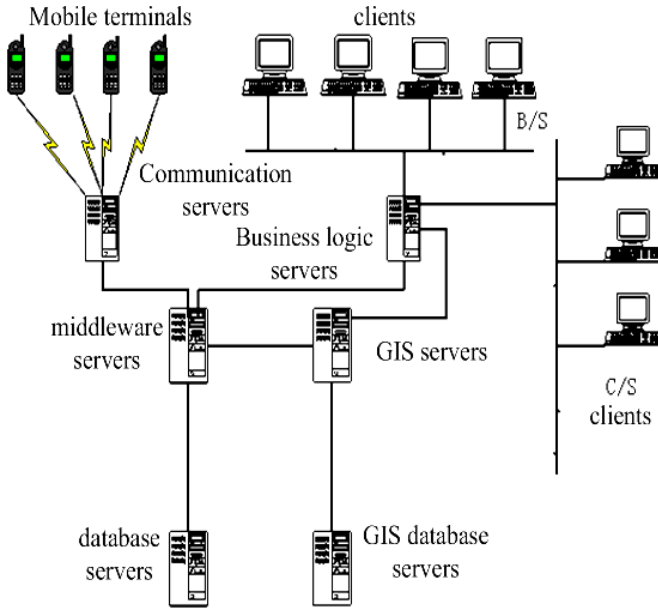 Mobile terminals
clients
B/S
Communication
servers
Business logic
servers
middleware
servers
GIS servers
C/S
clients
database
servers
GIS database
servers